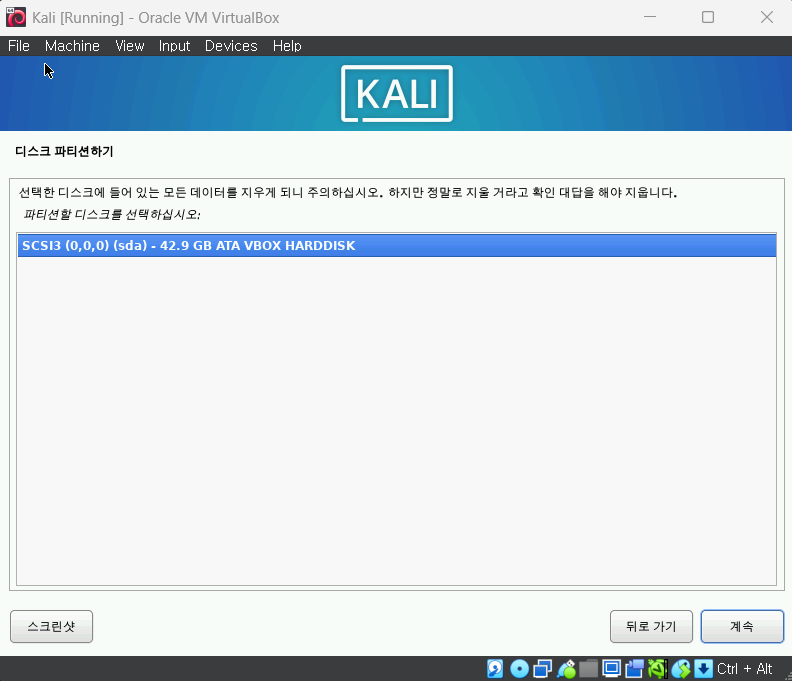 Kali [Running] - Oracle VM VirtualBox
File Machine View Input Devices Help
KALI
디스크 파티션하기
선택한 디스크에 들어 있는 모든 데이터를 지우게 되니 주의하십시오. 하지만 정말로 지울 거라고 확인 대답을 해야 지웁니다.
파티션할 디스크를 선택하십시오:
SCSI3 (0,0,0) (sda) - 42.9 GB ATA VBOX HARDDISK
스크린샷 뒤로 가기 계속
Ctrl + Alt